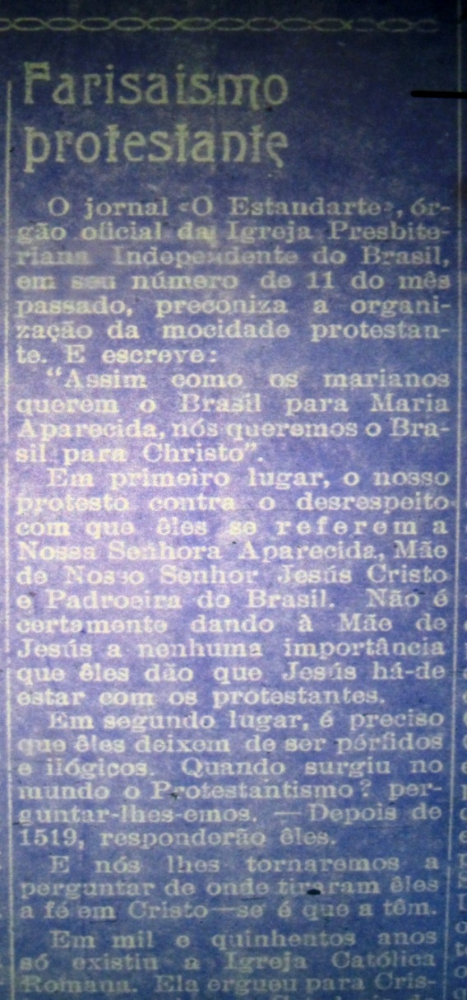 Farisaismo
protestante
O jornal «O Estandarte», ór-
gão oficial da Igreja Presbite-
riana Independente do Brasil,
em seu número de 11 do mês
passado, preconiza a organi-
zação da mocidade protestan-
te. E escreve:
“Assim como os marianos
querem o Brasil para Maria
Aparecida, nós queremos o Bra-
sil para Christo”.
Em primeiro lugar, o nosso
protesto contra o desrespeito
com que êles se referem a
Nossa Senhora Aparecida, Mãe
de Nosso Senhor Jesús Cristo
e Padroeira do Brasil. Não é
certamente dando à Mãe de
Jesús a nenhuma importância
que êles dão que Jesús há-de
estar com os protestantes.
Em segundo lugar, é preciso
que êles deixem de ser pérfidos
e ilógicos. Quando surgiu no
mundo o Protestantismo? per-
guntar-lhes-emos. — Depois de
1519, responderão êles.
E nós lhes tornaremos a
perguntar de onde tiraram êles
a fé em Cristo—se é que a têm.
Em mil e quinhentos anos
só existiu a Igreja Católica
Romana. Ela ergueu para Cris-